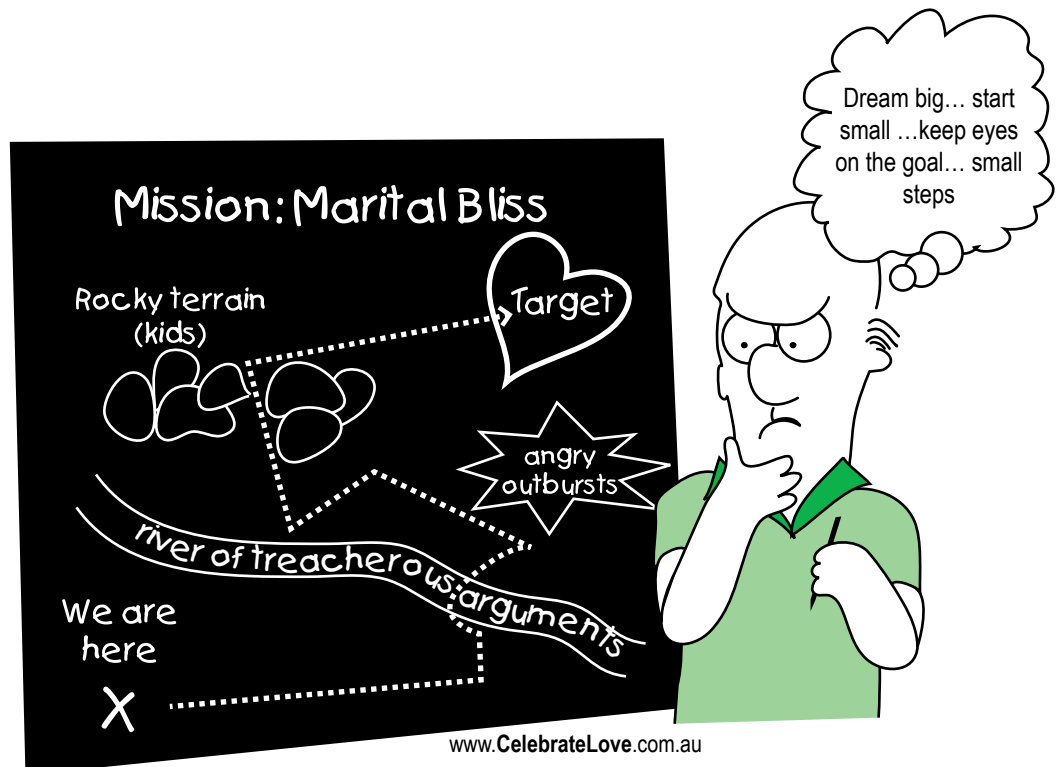 Dream big… start
small …keep eyes
on the goal… small
steps
Mission: Marital Bliss
Rocky terrain
(kids)
Target
angry
outbursts
river of treacherous arguments
We are
here
X
www.CelebrateLove.com.au